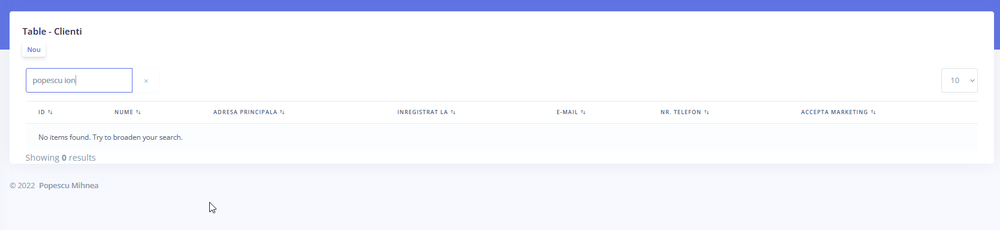 Table - Clienti
Nou
popescu ion ×
10
ID NUME ADRESA PRINCIPALA INREGISTRAT LA E-MAIL NR. TELEFON ACCEPTA MARKETING
No items found. Try to broaden your search.
Showing 0 results
© 2022 Popescu Mihnea